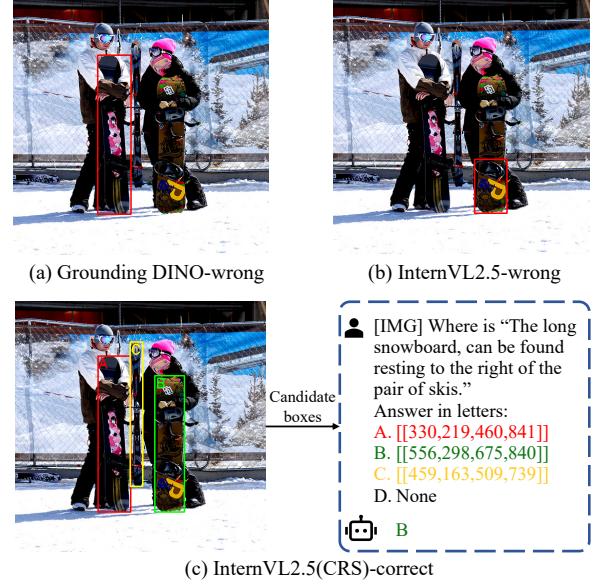 (a) Grounding DINO-wrong
(b) InternVL2.5-wrong
A
C
B
Candidate
boxes
[IMG] Where is “The long
snowboard, can be found
resting to the right of the
pair of skis.”
Answer in letters:
A. [[330,219,460,841]]
B. [[556,298,675,840]]
C. [[459,163,509,739]]
D. None
B
(c) InternVL2.5(CRS)-correct